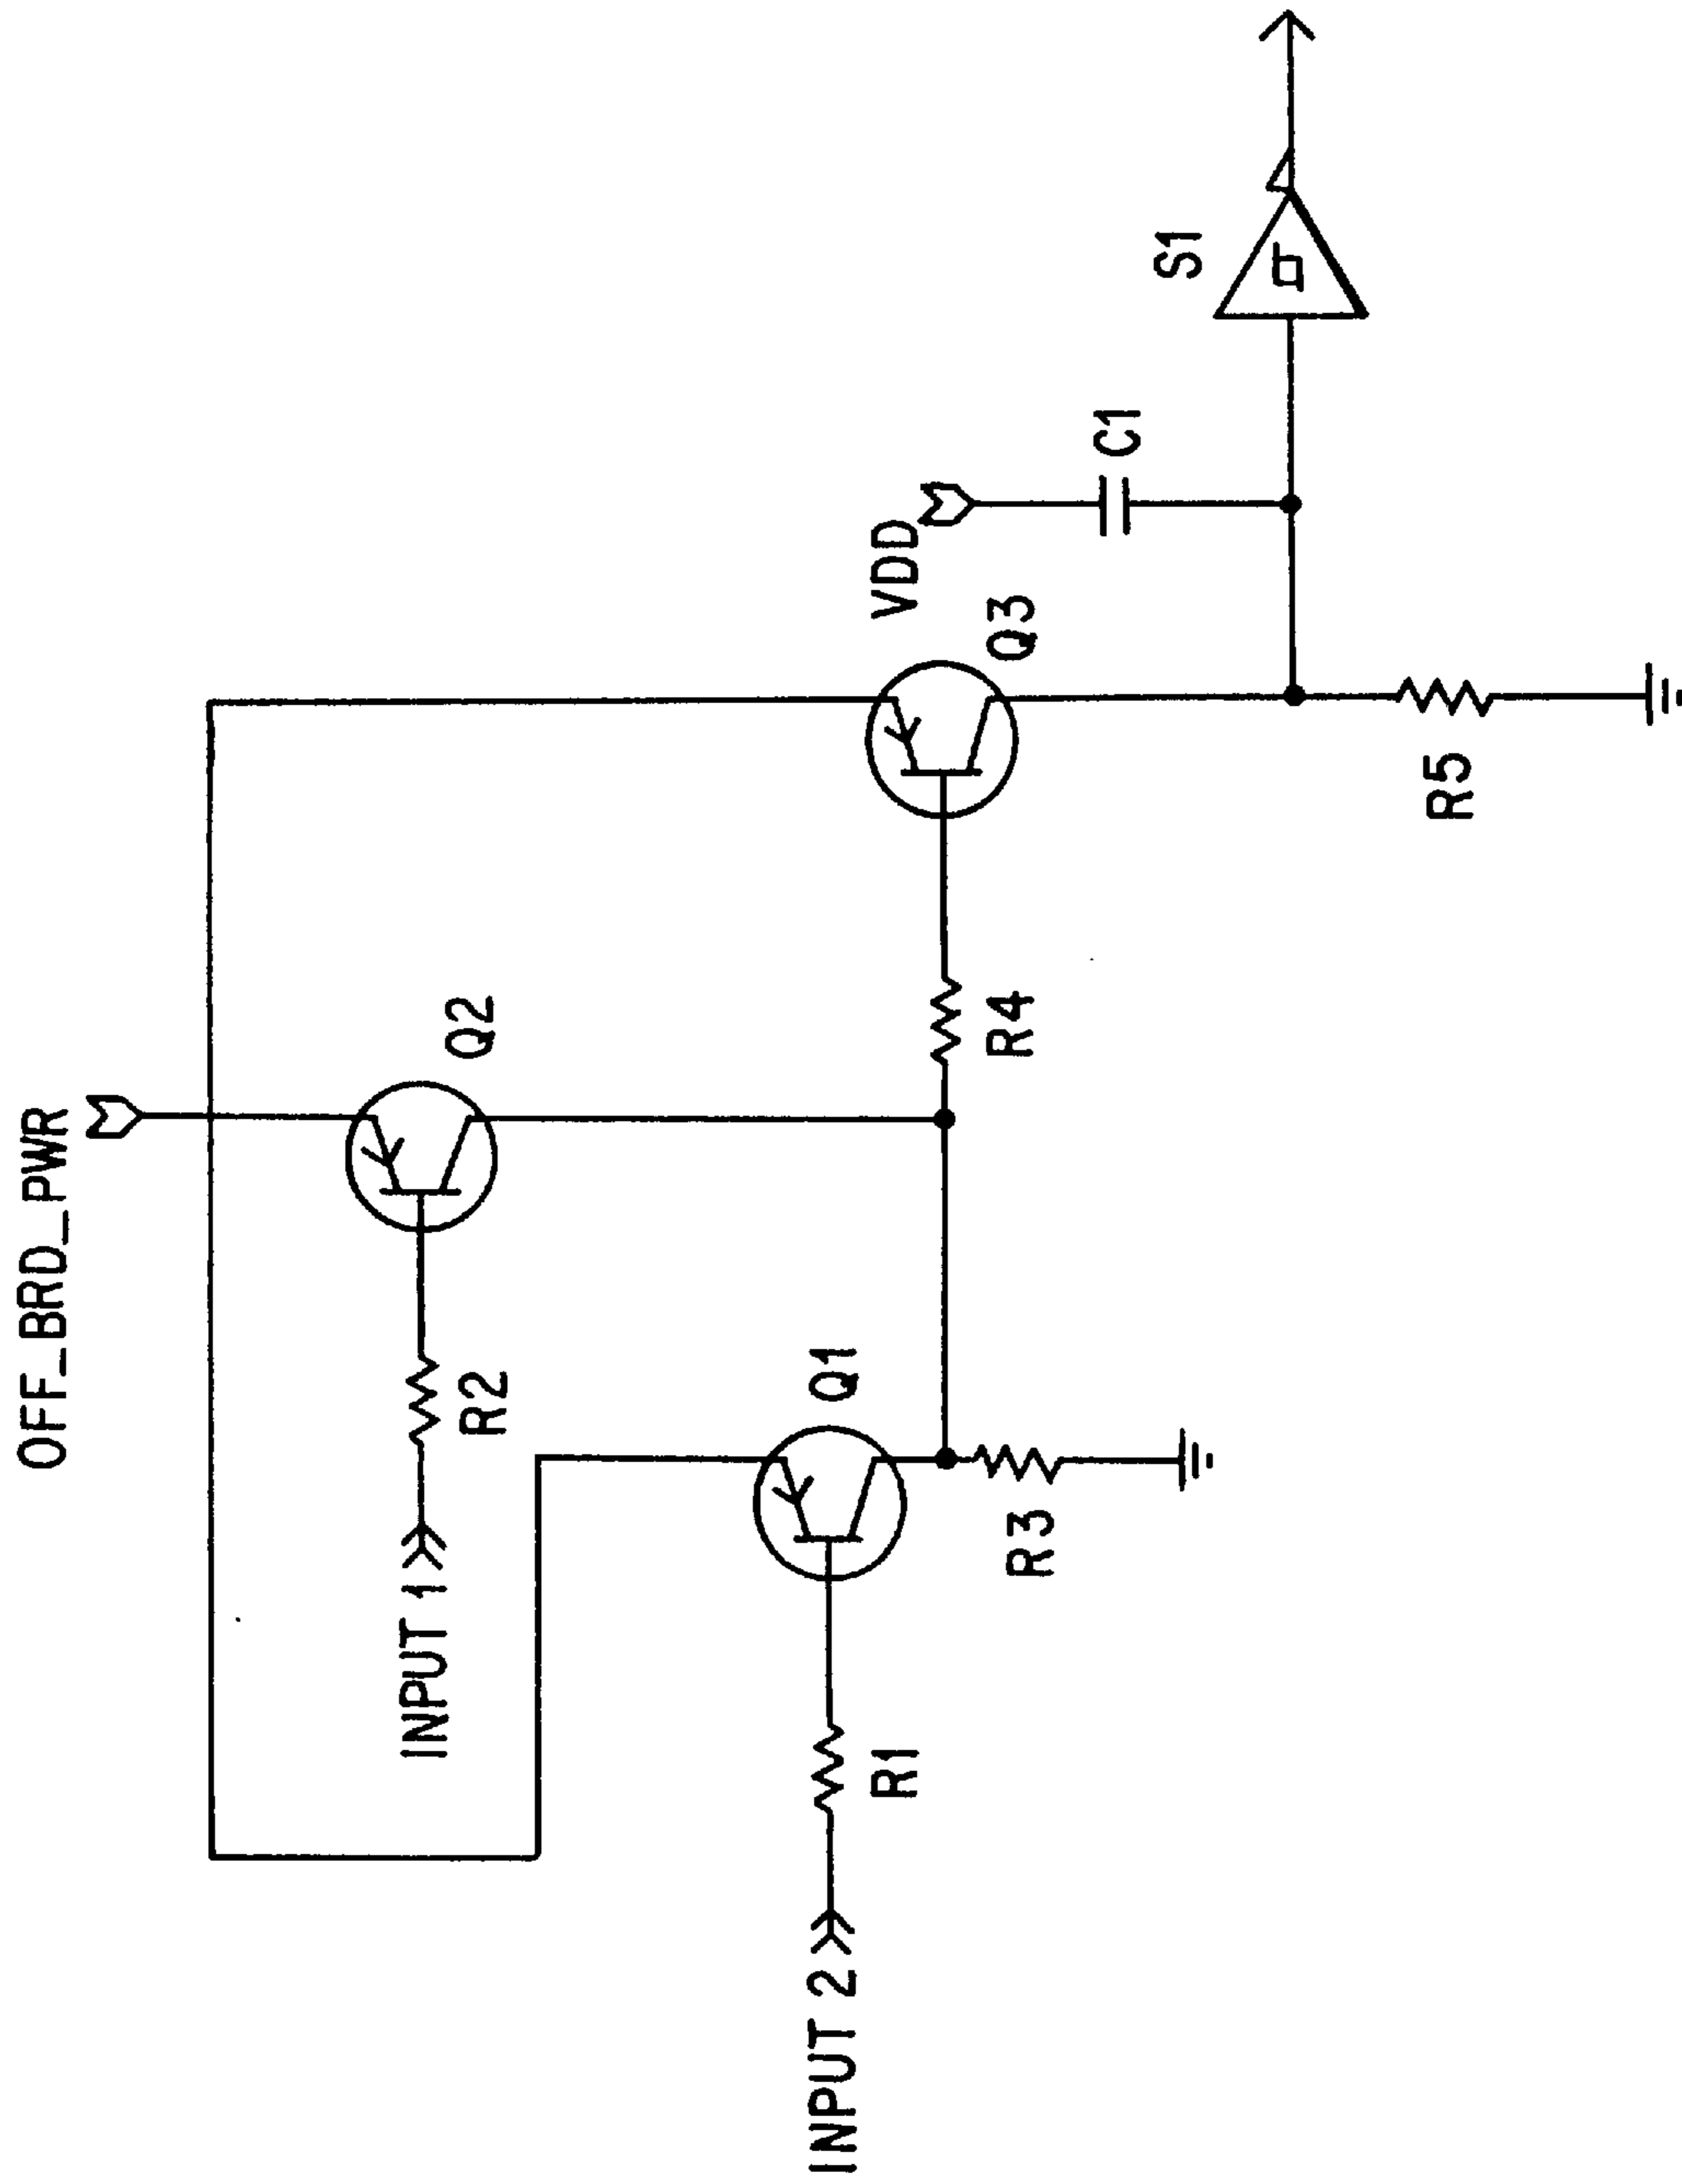 OFF_BRD_PWR
INPUT 1
R2
Q2
INPUT 2
R1
Q1
R3
R4
Q3
VDD
C1
R5
S1